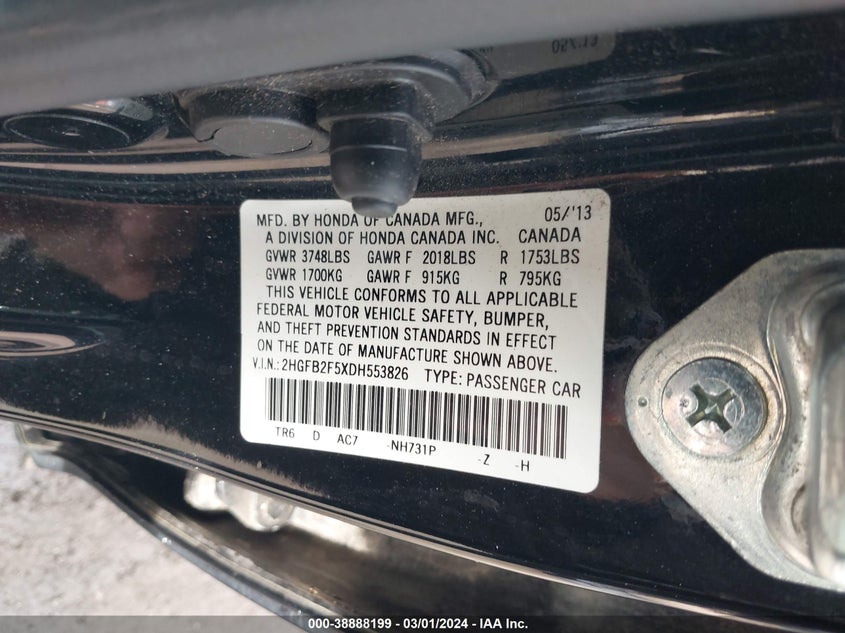 MFD. BY HONDA OF CANADA MFG., 05/'13
A DIVISION OF HONDA CANADA INC. CANADA
GVWR 3748LBS GAWR F 2018LBS R 1753LBS
GVWR 1700KG GAWR F 915KG R 795KG
THIS VEHICLE CONFORMS TO ALL APPLICABLE
FEDERAL MOTOR VEHICLE SAFETY, BUMPER,
AND THEFT PREVENTION STANDARDS IN EFFECT
ON THE DATE OF MANUFACTURE SHOWN ABOVE.
V.I.N.: 2HGFB2F5XDH553826 TYPE: PASSENGER CAR
TR6 D AC7 -NH731P -Z -H
000-38888199 / 03/01/2024 - © IAA Inc.